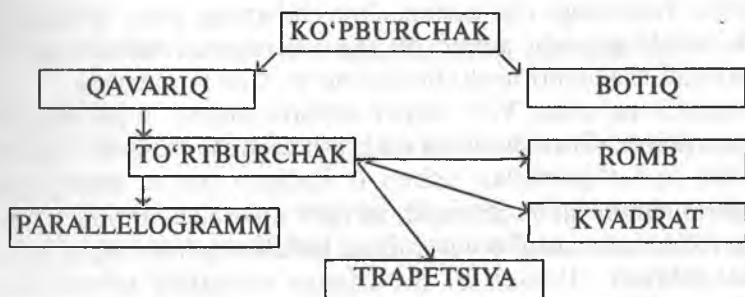 KO‘PBURCHAK
QAVARIQ
BOTIQ
TO‘RTBURCHAK
ROMB
PARALLELOGRAMM
KVADRAT
TRAPETSIYA